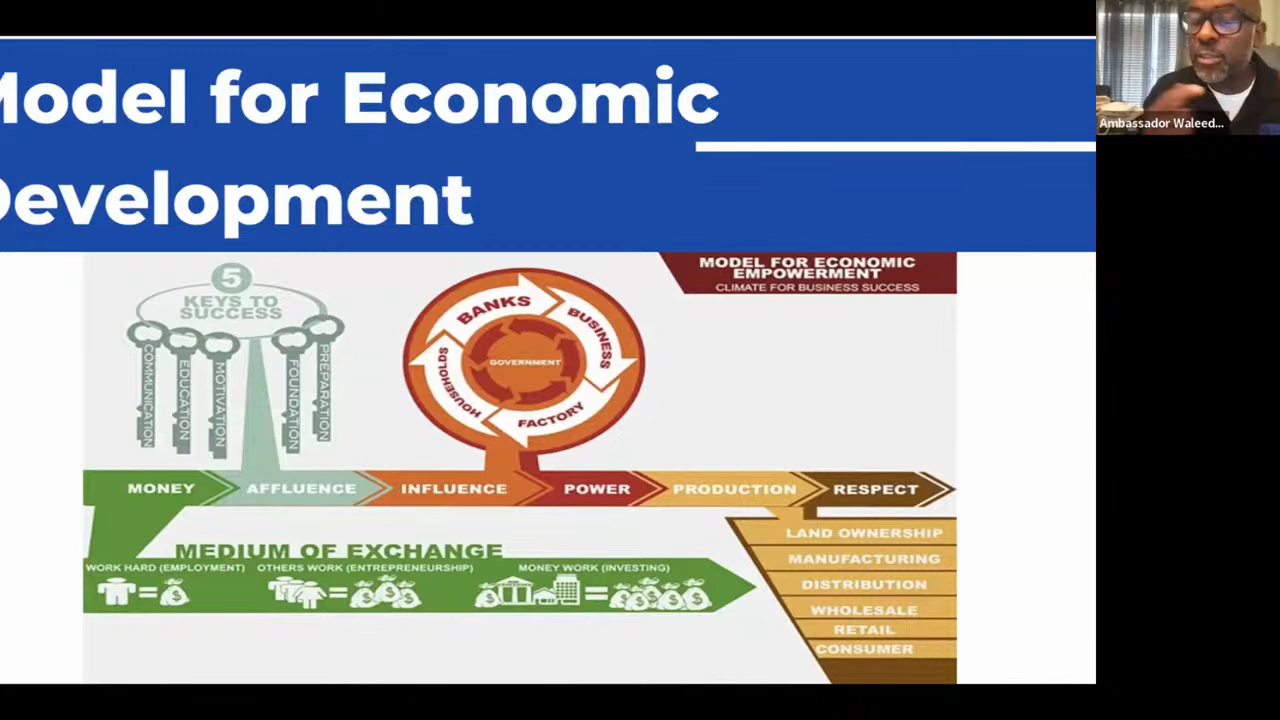 Model for Economic
Development
Ambassador Waleed...
MODEL FOR ECONOMIC
EMPOWERMENT
CLIMATE FOR BUSINESS SUCCESS
5
KEYS TO
SUCCESS
COMMUNICATION
EDUCATION
MOTIVATION
FOUNDATION
PREPARATION
BANKS
BUSINESS
FACTORY
HOUSEHOLDS
GOVERNMENT
MONEY
AFFLUENCE
INFLUENCE
POWER
PRODUCTION
RESPECT
MEDIUM OF EXCHANGE
WORK HARD (EMPLOYMENT)
OTHERS WORK (ENTREPRENEURSHIP)
MONEY WORK (INVESTING)
=
=
=
LAND OWNERSHIP
MANUFACTURING
DISTRIBUTION
WHOLESALE
RETAIL
CONSUMER